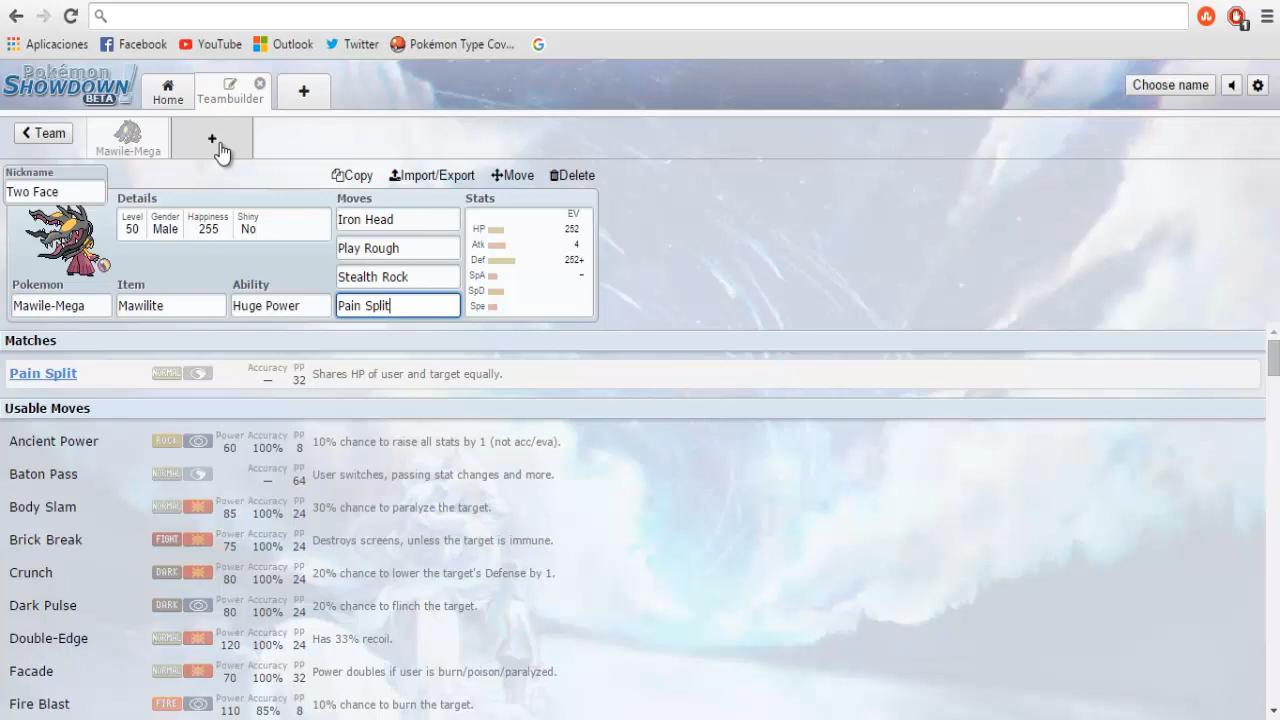 Aplicaciones Facebook YouTube Outlook Twitter Pokémon Type Cov... G
1
Pokémon
SHOWDOWN!
BETA
Home Teambuilder + Choose name
Team Mawile-Mega +
Nickname Copy Import/Export Move Delete
Two Face
Details Moves Stats
Level Gender Happiness Shiny
50 Male 255 No
Iron Head
Play Rough
Stealth Rock
Pain Split
EV
HP 252
Atk 4
Def 252+
SpA –
SpD
Spe
Pokemon Item Ability
Mawile-Mega Mawilite Huge Power
Matches
Pain Split NORMAL Accuracy — PP 32 Shares HP of user and target equally.
Usable Moves
Ancient Power ROCK Power 60 Accuracy 100% PP 8 10% chance to raise all stats by 1 (not acc/eva).
Baton Pass NORMAL Accuracy — PP 64 User switches, passing stat changes and more.
Body Slam NORMAL Power 85 Accuracy 100% PP 24 30% chance to paralyze the target.
Brick Break FIGHT Power 75 Accuracy 100% PP 24 Destroys screens, unless the target is immune.
Crunch DARK Power 80 Accuracy 100% PP 24 20% chance to lower the target's Defense by 1.
Dark Pulse DARK Power 80 Accuracy 100% PP 24 20% chance to flinch the target.
Double-Edge NORMAL Power 120 Accuracy 100% PP 24 Has 33% recoil.
Facade NORMAL Power 70 Accuracy 100% PP 32 Power doubles if user is burn/poison/paralyzed.
Fire Blast FIRE Power 110 Accuracy 85% PP 8 10% chance to burn the target.